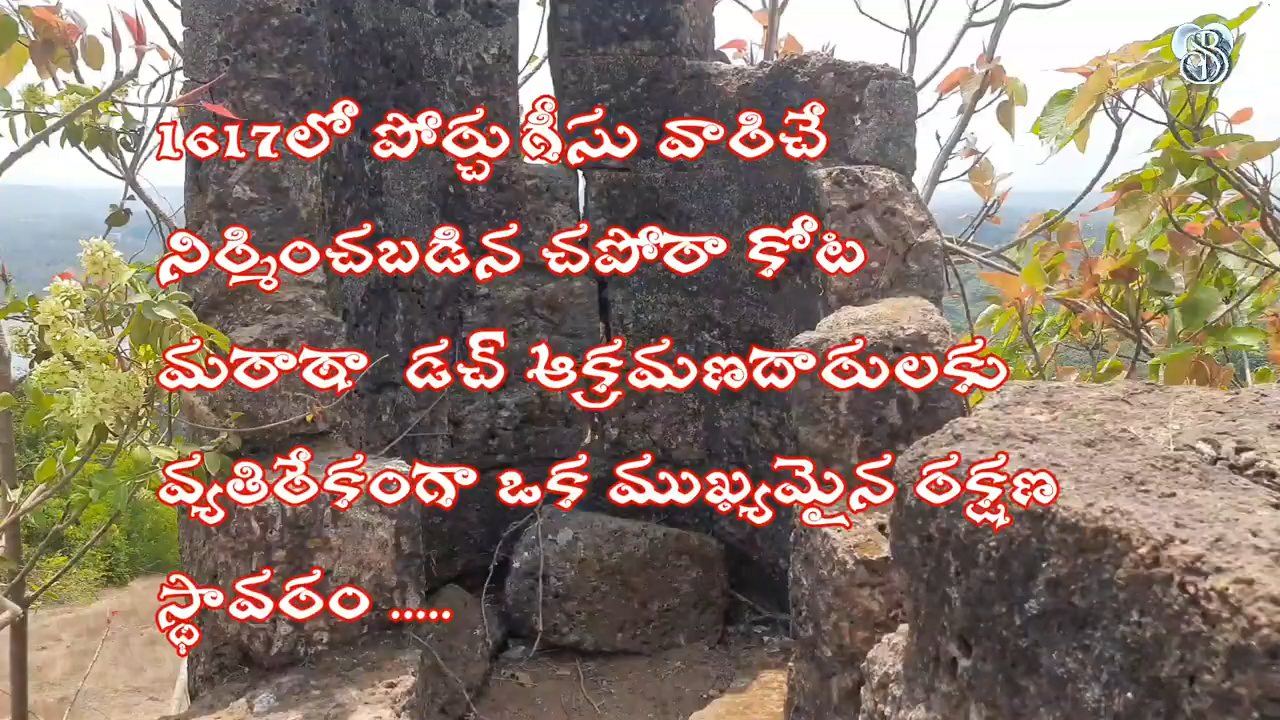 1617లో పోర్చుగీసు వారిచే
నిర్మించబడిన చపోరా కోట
మరాఠా డచ్ ఆక్రమణదారులకు
వ్యతిరేకంగా ఒక ముఖ్యమైన రక్షణ
స్థావరం .....